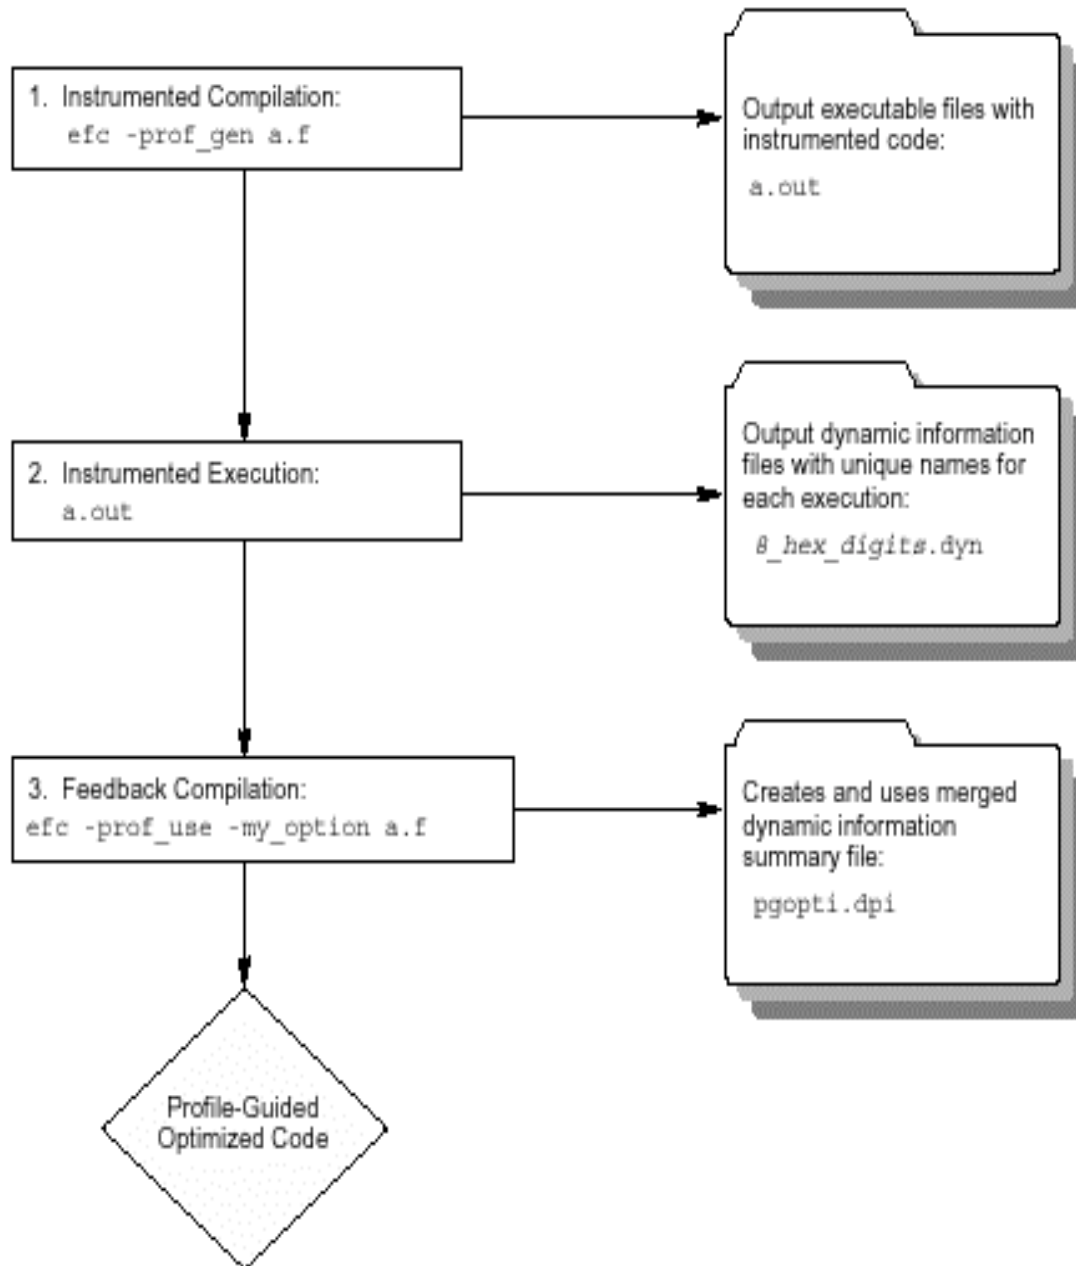 1. Instrumented Compilation:
efc -prof_gen a.f
Output executable files with
instrumented code:
a.out
2. Instrumented Execution:
a.out
Output dynamic information
files with unique names for
each execution:
8_hex_digits.dyn
3. Feedback Compilation:
efc -prof_use -my_option a.f
Creates and uses merged
dynamic information
summary file:
pgopti.dpi
Profile-Guided
Optimized Code